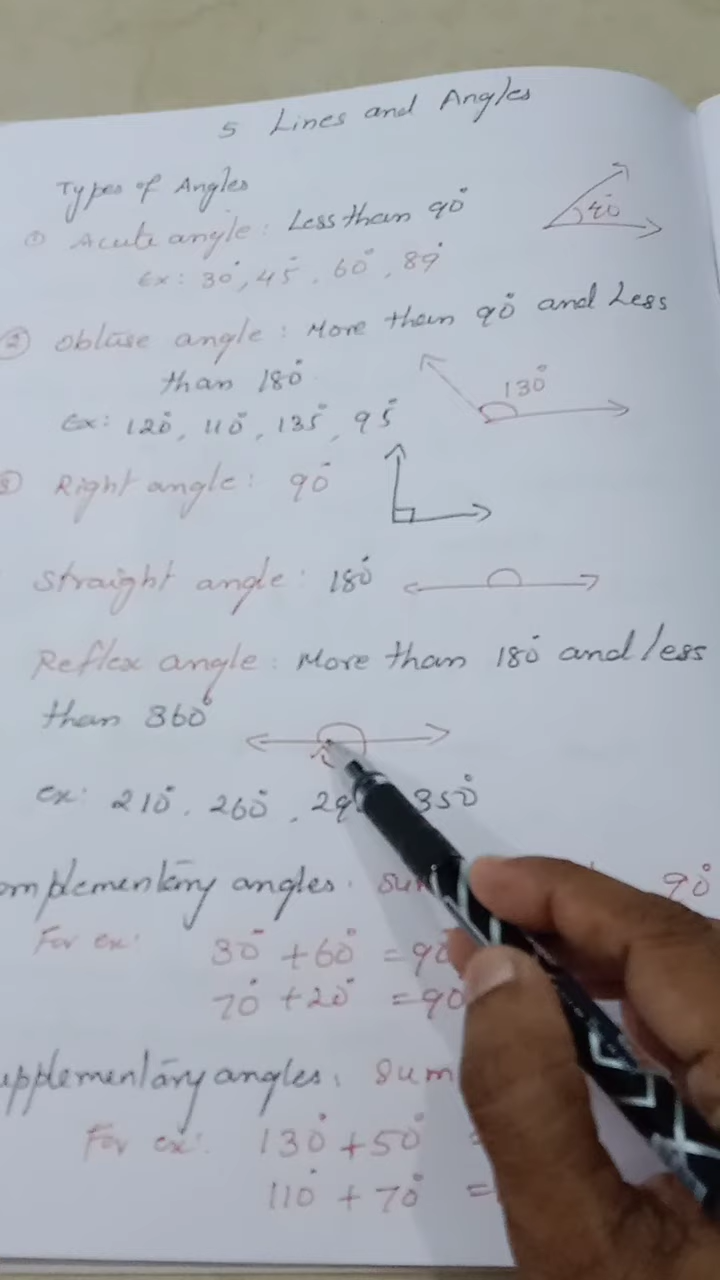 5 Lines and Angles
Types of Angles
① Acute angle: Less than 90°
40°
Ex: 30°, 45°, 60°, 89°
② Obtuse angle: More than 90° and Less
than 180°
130°
Ex: 120°, 110°, 135°, 95°
Right angle: 90°
Straight angle: 180°
Reflex angle: More than 180° and less
than 360°
ex: 210°, 260°, 350°
omplementary angles. 90°
For ex: 30° + 60° = 90°
70° + 20° = 90
upplementary angles. Sum
For ex: 130° + 50° =
110° + 70° =